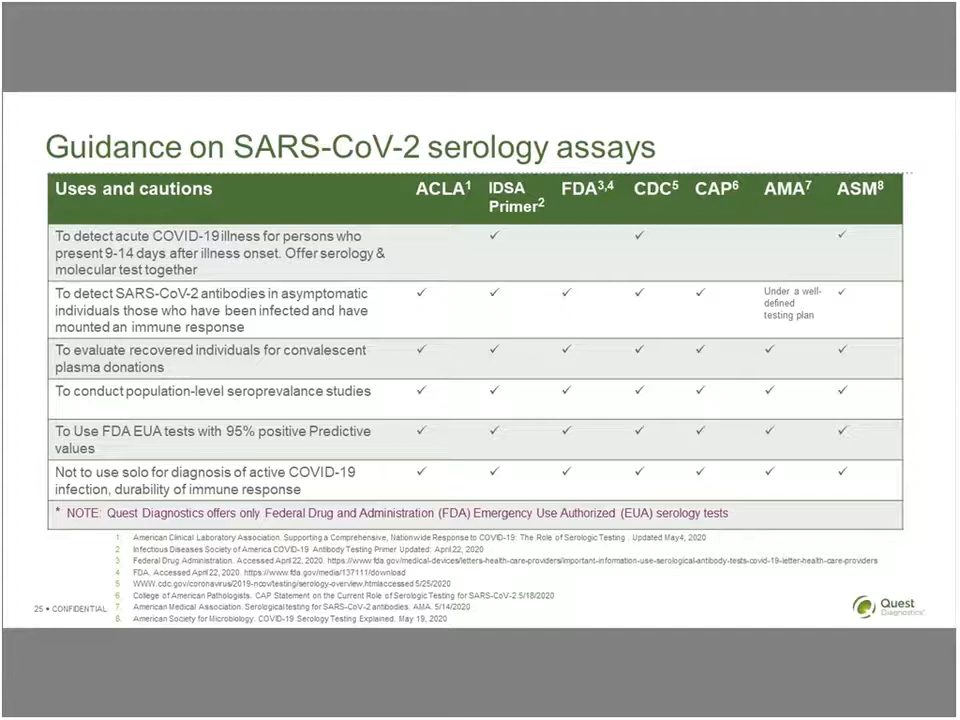 Guidance on SARS-CoV-2 serology assays
Uses and cautions ACLA1 IDSA Primer2 FDA3,4 CDC5 CAP6 AMA7 ASM8
To detect acute COVID-19 illness for persons who
present 9-14 days after illness onset. Offer serology &
molecular test together
✓ ✓ ✓
To detect SARS-CoV-2 antibodies in asymptomatic
individuals those who have been infected and have
mounted an immune response
✓ ✓ ✓ ✓ ✓ Under a well-
defined
testing plan
✓
To evaluate recovered individuals for convalescent
plasma donations
✓ ✓ ✓ ✓ ✓ ✓ ✓
To conduct population-level seroprevalance studies
✓ ✓ ✓ ✓ ✓ ✓ ✓
To Use FDA EUA tests with 95% positive Predictive
values
✓ ✓ ✓ ✓ ✓ ✓ ✓
Not to use solo for diagnosis of active COVID-19
infection, durability of immune response
✓ ✓ ✓ ✓ ✓ ✓ ✓
* NOTE: Quest Diagnostics offers only Federal Drug and Administration (FDA) Emergency Use Authorized (EUA) serology tests
1. American Clinical Laboratory Association. Supporting a Comprehensive, Nationwide Response to COVID-19: The Role of Serologic Testing . Updated May4, 2020
2 Infectious Diseases Society of America COVID-19 Antibody Testing Primer Updated: April 22, 2020
3 Federal Drug Administration. Accessed April 22, 2020. https://www.fda.gov/medical-devices/letters-health-care-providers/important-information-use-serological-antibody-tests-covid-19-letter-health-care-providers
4 FDA. Accessed April 22, 2020. https://www.fda.gov/media/137111/download
5 WWW.cdc.gov/coronavirus/2019-ncov/testing/serology-overview.html accessed 5/25/2020
6 College of American Pathologists. CAP Statement on the Current Role of Serologic Testing for SARS-CoV-2.5/18/2020
7. American Medical Association. Serological testing for SARS-CoV-2 antibodies. AMA. 5/14/2020
8. American Society for Microbiology. COVID-19 Serology Testing Explained. May 19, 2020
25 • CONFIDENTIAL
Quest
Diagnostics